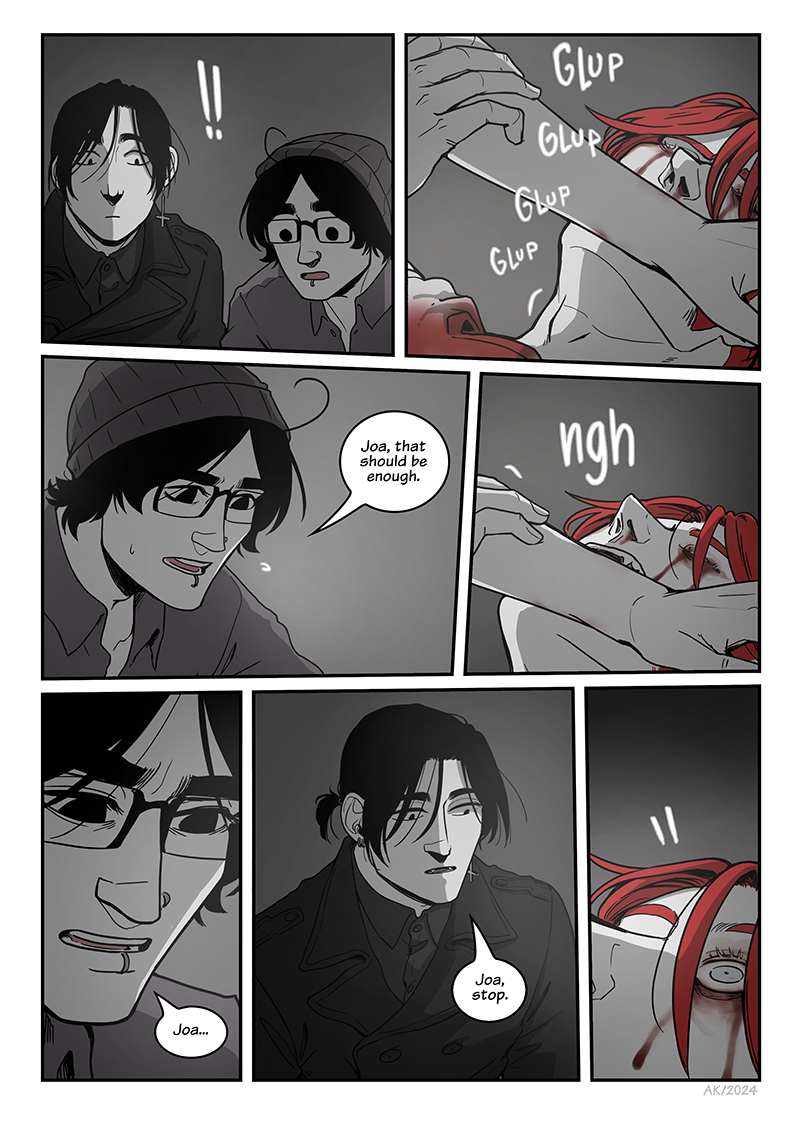 !!
GLUP
GLUP
GLUP
GLUP
Joa, that
should be
enough.
ngh
Joa...
Joa,
stop.
AK/2024